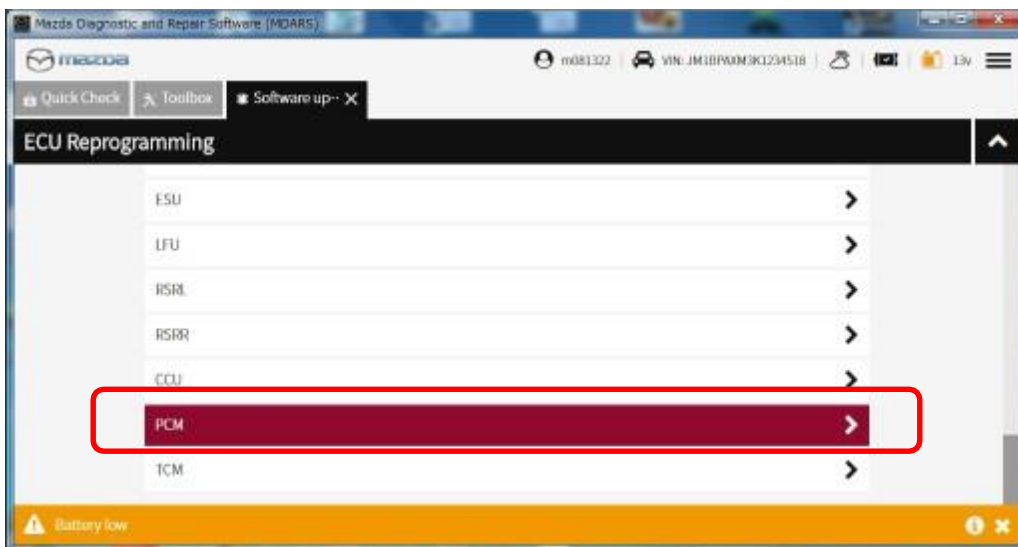 Mazda Diagnostic and Repair Software (MDARS)
mazda
m081322 VIN: JM1BPAXM3K1234518 13v
Quick Check Toolbox Software up··
ECU Reprogramming
ESU
LFU
RSRL
RSRR
CCU
PCM
TCM
Battery low